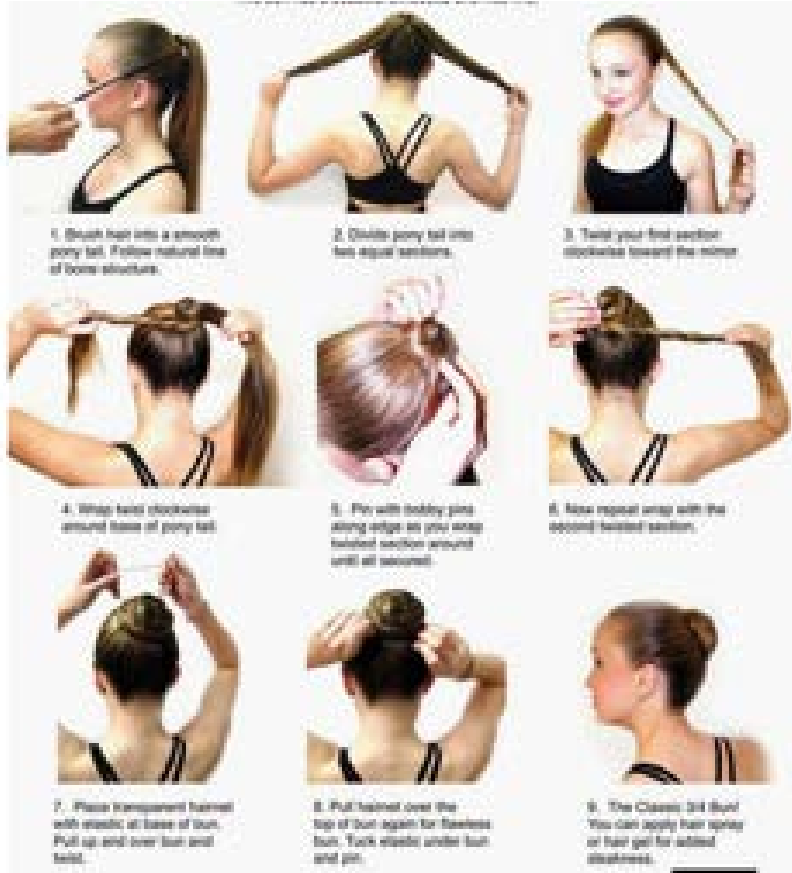 1. Brush hair into a smooth
pony tail. Follow natural line
of bone structure.
2. Divide pony tail into
two equal sections.
3. Twist your first section
clockwise toward the mirror
4. Wrap twist clockwise
around base of pony tail.
5. Pin with bobby pins
along edge as you wrap
twisted section around
until all secured.
6. Now repeat wrap with the
second twisted section.
7. Place transparent hairnet
with elastic at base of bun.
Pull up and over bun and
twist.
8. Pull hairnet over the
top of bun again for flawless
bun. Tuck elastic under bun
and pin.
9. The Classic 3/4 Bun!
You can apply hair spray
or hair gel for added
sleekness.